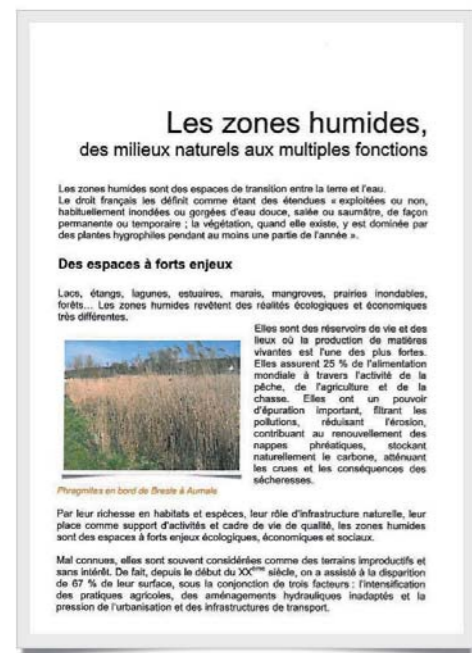 Les zones humides,
des milieux naturels aux multiples fonctions
Les zones humides sont des espaces de transition entre la terre et l'eau.
Le droit français les définit comme étant des étendues « exploitées ou non,
habituellement inondées ou gorgées d'eau douce, salée ou saumâtre, de façon
permanente ou temporaire ; la végétation, quand elle existe, y est dominée par
des plantes hygrophiles pendant au moins une partie de l'année ».
Des espaces à forts enjeux
Lacs, étangs, lagunes, estuaires, marais, mangroves, prairies inondables,
forêts... Les zones humides revêtent des réalités écologiques et économiques
très différentes.
Elles sont des réservoirs de vie et des
lieux où la production de matières
vivantes est l'une des plus fortes.
Elles assurent 25 % de l'alimentation
mondiale à travers l'activité de la
pêche, de l'agriculture et de la
chasse. Elles ont un pouvoir
d'épuration important, filtrant les
pollutions, réduisant l'érosion,
contribuant au renouvellement des
nappes phréatiques, stockant
naturellement le carbone, atténuant
les crues et les conséquences des
sécheresses.
Phragmites en bord de Bresle à Aumale
Par leur richesse en habitats et espèces, leur rôle d'infrastructure naturelle, leur
place comme support d'activités et cadre de vie de qualité, les zones humides
sont des espaces à forts enjeux écologiques, économiques et sociaux.
Mal connues, elles sont souvent considérées comme des terrains improductifs et
sans intérêt. De fait, depuis le début du XXème siècle, on a assisté à la disparition
de 67 % de leur surface, sous la conjonction de trois facteurs : l'intensification
des pratiques agricoles, des aménagements hydrauliques inadaptés et la
pression de l'urbanisation et des infrastructures de transport.